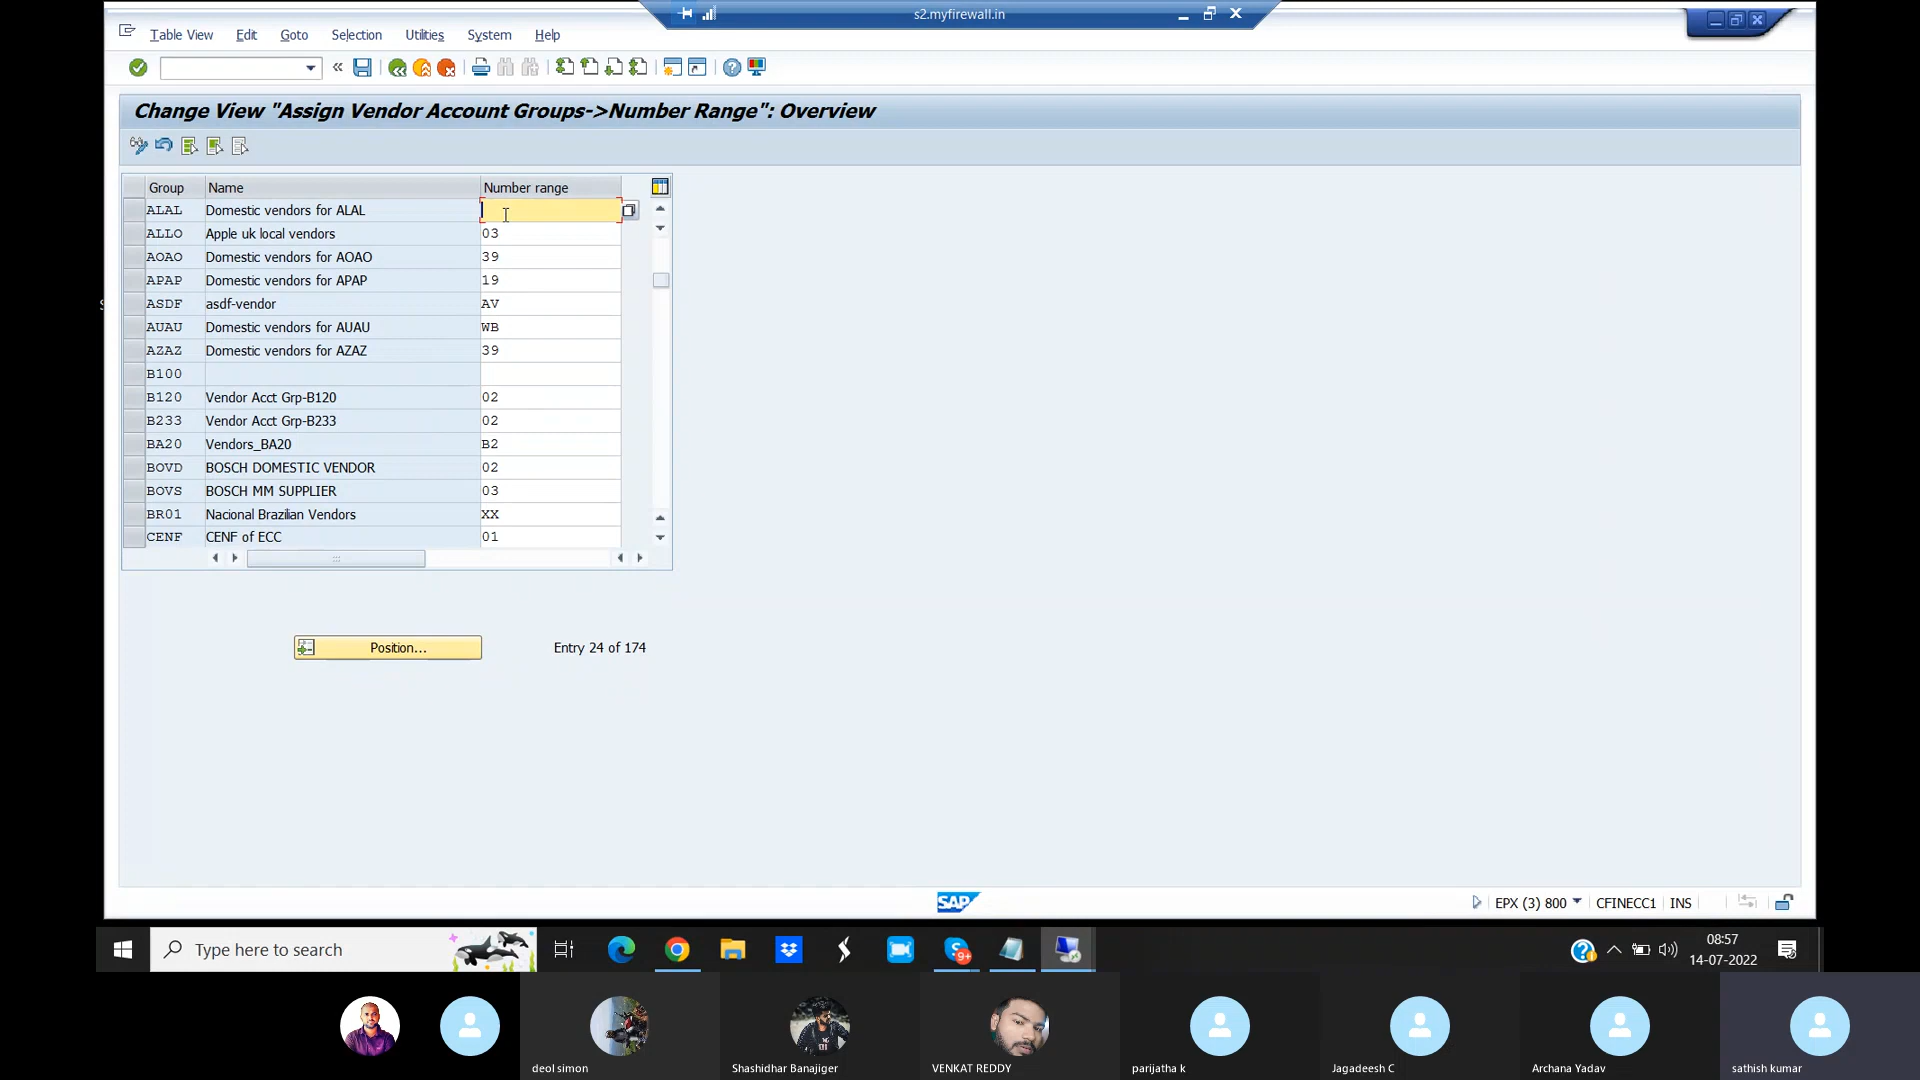 s2.myfirewall.in
Table View Edit Goto Selection Utilities System Help
Change View "Assign Vendor Account Groups->Number Range": Overview
Group Name Number range
ALAL Domestic vendors for ALAL
ALLO Apple uk local vendors 03
AOAO Domestic vendors for AOAO 39
APAP Domestic vendors for APAP 19
ASDF asdf-vendor AV
AUAU Domestic vendors for AUAU WB
AZAZ Domestic vendors for AZAZ 39
B100
B120 Vendor Acct Grp-B120 02
B233 Vendor Acct Grp-B233 02
BA20 Vendors_BA20 B2
BOVD BOSCH DOMESTIC VENDOR 02
BOVS BOSCH MM SUPPLIER 03
BR01 Nacional Brazilian Vendors XX
CENF CENF of ECC 01
Position... Entry 24 of 174
SAP EPX (3) 800 CFINECC1 INS
Type here to search 9+ 08:57
14-07-2022
deol simon Shashidhar Banajiger VENKAT REDDY parijatha k Jagadeesh C Archana Yadav sathish kumar